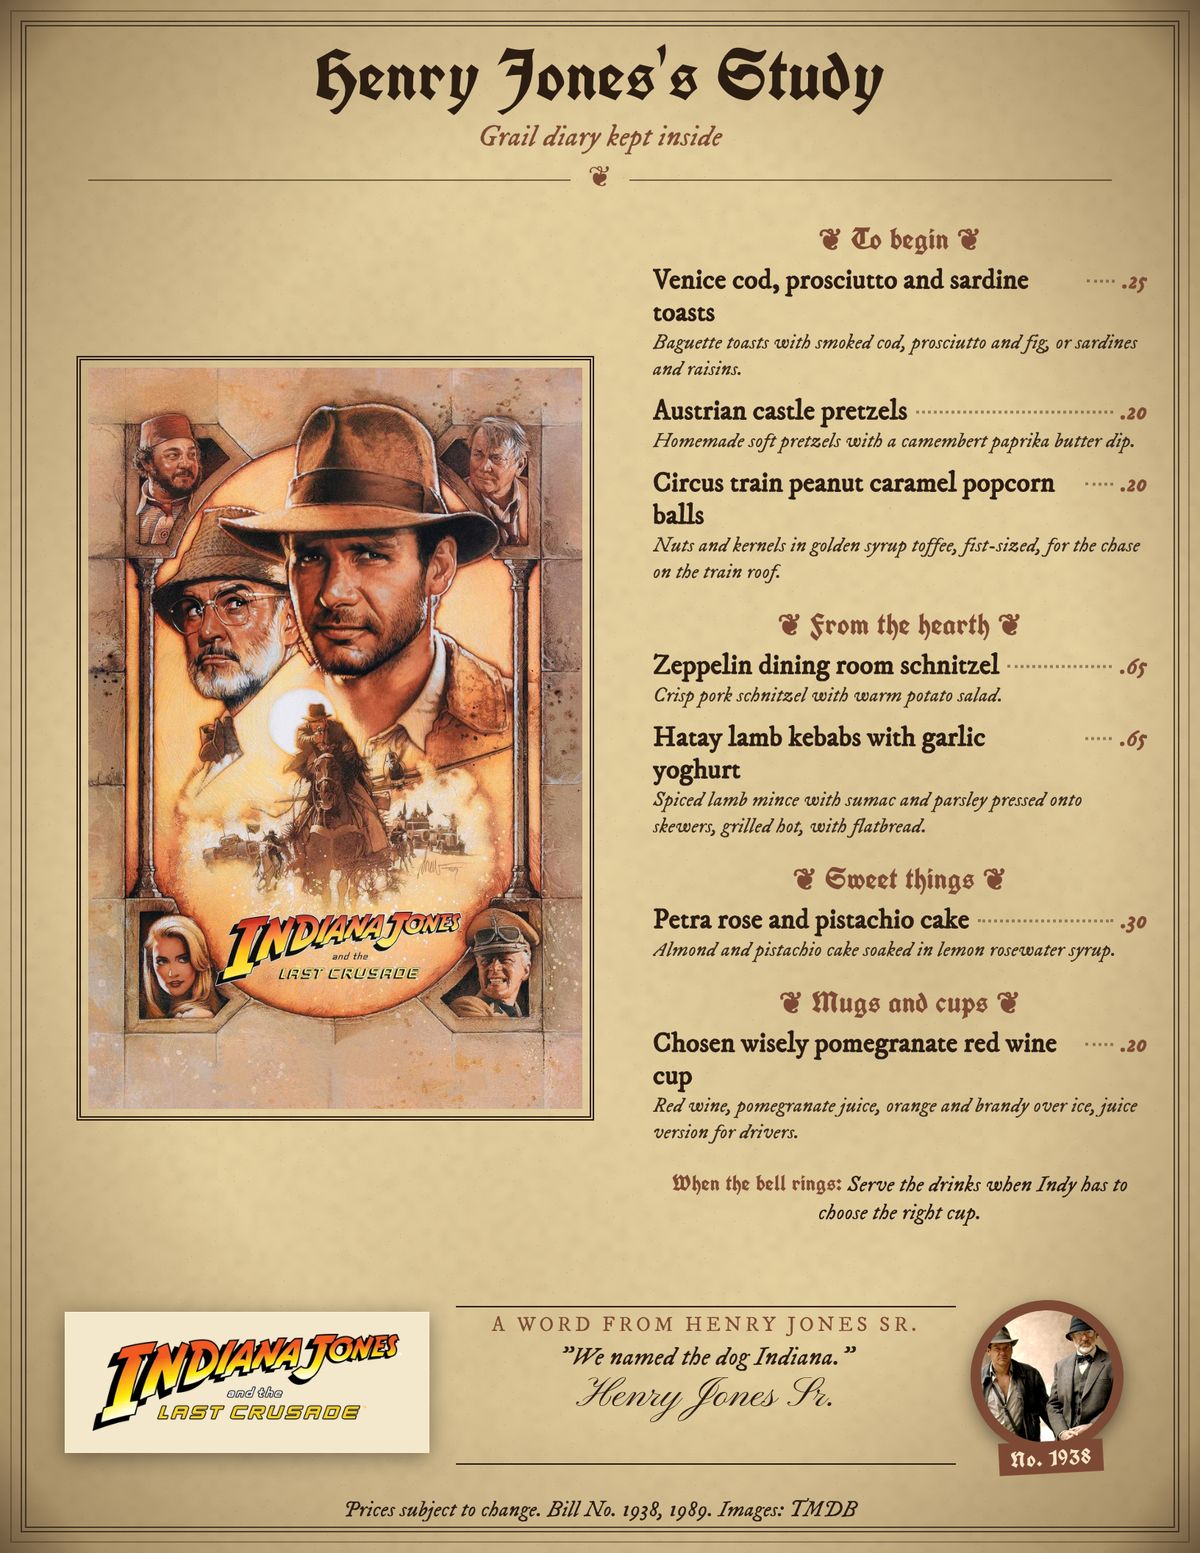 Henry Jones's Study
Grail diary kept inside
To begin
Venice cod, prosciutto and sardine ..... .25
toasts
Baguette toasts with smoked cod, prosciutto and fig, or sardines
and raisins.
Austrian castle pretzels ..... .20
Homemade soft pretzels with a camembert paprika butter dip.
Circus train peanut caramel popcorn ..... .20
balls
Nuts and kernels in golden syrup toffee, fist-sized, for the chase
on the train roof.
From the hearth
Zeppelin dining room schnitzel ..... .65
Crisp pork schnitzel with warm potato salad.
Hatay lamb kebabs with garlic ..... .65
yoghurt
Spiced lamb mince with sumac and parsley pressed onto
skewers, grilled hot, with flatbread.
Sweet things
Petra rose and pistachio cake ..... .30
Almond and pistachio cake soaked in lemon rosewater syrup.
Mugs and cups
Chosen wisely pomegranate red wine ..... .20
cup
Red wine, pomegranate juice, orange and brandy over ice, juice
version for drivers.
When the bell rings: Serve the drinks when Indy has to
choose the right cup.
INDIANA JONES
and the
LAST CRUSADE
INDIANA JONES
and the
LAST CRUSADE
A WORD FROM HENRY JONES SR.
"We named the dog Indiana."
Henry Jones Sr.
No. 1938
Prices subject to change. Bill No. 1938, 1989. Images: TMDB